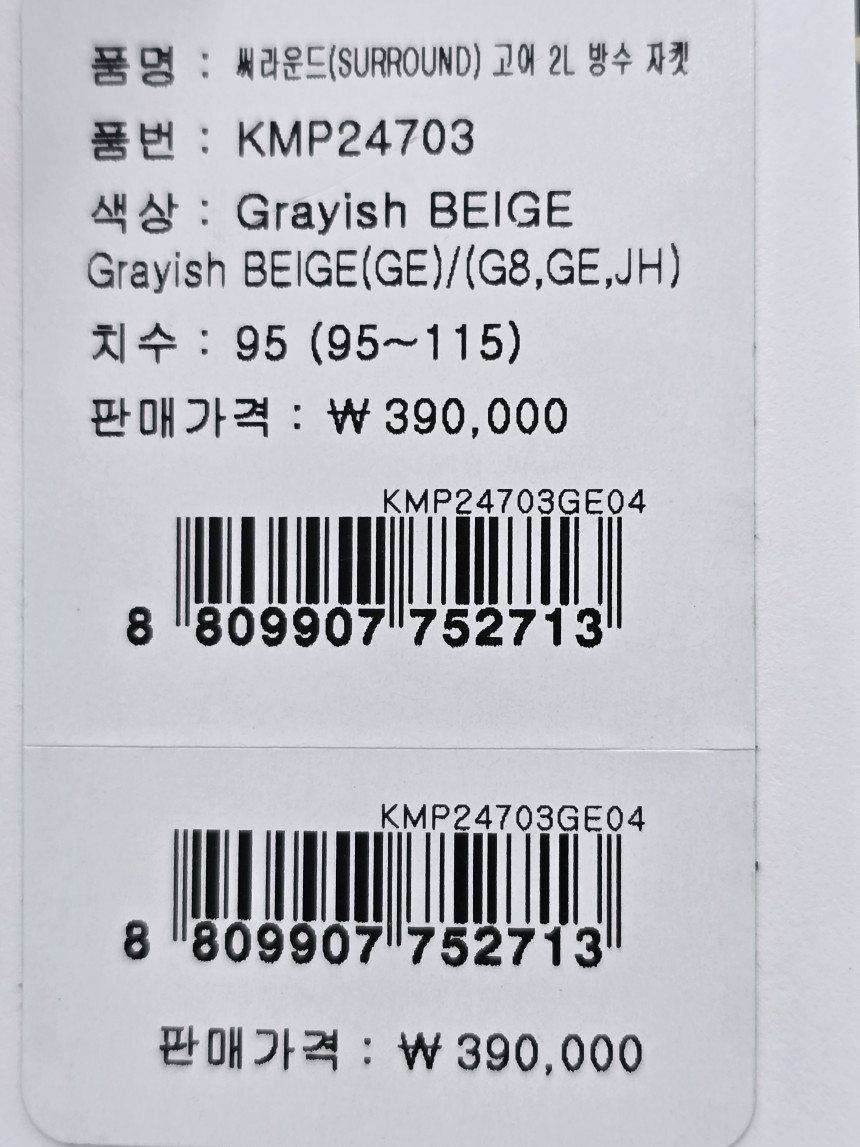 품명 : 써라운드(SURROUND) 고어 2L 방수 자켓
품번 : KMP24703
색상 : Grayish BEIGE
Grayish BEIGE(GE)/(G8,GE,JH)
치수 : 95 (95~115)
판매가격 : ₩ 390,000
KMP24703GE04
8 809907 752713
KMP24703GE04
8 809907 752713
판매가격 : ₩ 390,000